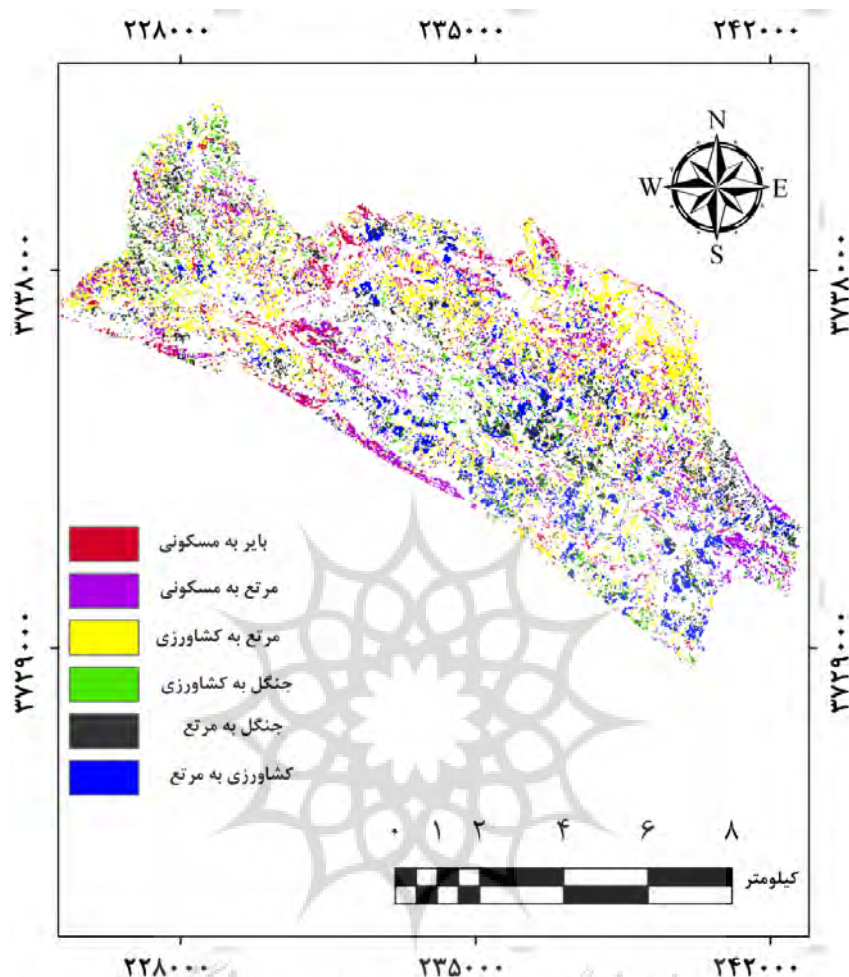 ۲۲۸۰۰۰ ۲۳۵۰۰۰ ۲۴۲۰۰۰
N
W E
S
۳۷۳۸۰۰۰ ۳۷۳۸۰۰۰
بایر به مسکونی
مرتع به مسکونی
مرتع به کشاورزی
جنگل به کشاورزی
جنگل به مرتع
کشاورزی به مرتع
۳۷۲۹۰۰۰ ۳۷۲۹۰۰۰
۰ ۱ ۲ ۴ ۶ ۸
کیلومتر
۲۲۸۰۰۰ ۲۳۵۰۰۰ ۲۴۲۰۰۰